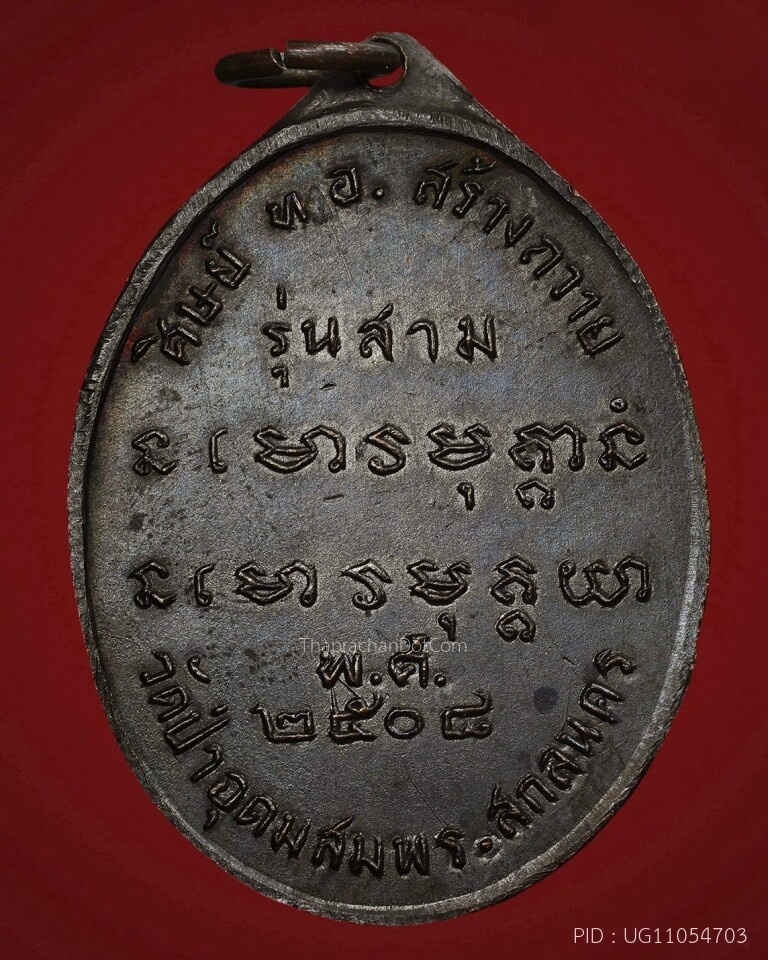 ศิษย์ ท.อ. สร้างถวาย
รุ่นสาม
พ.ศ.
๒๕๐๘
วัดป่าอุดมสมพร.สกลนคร
ThaprachanDotCom
PID : UG11054703